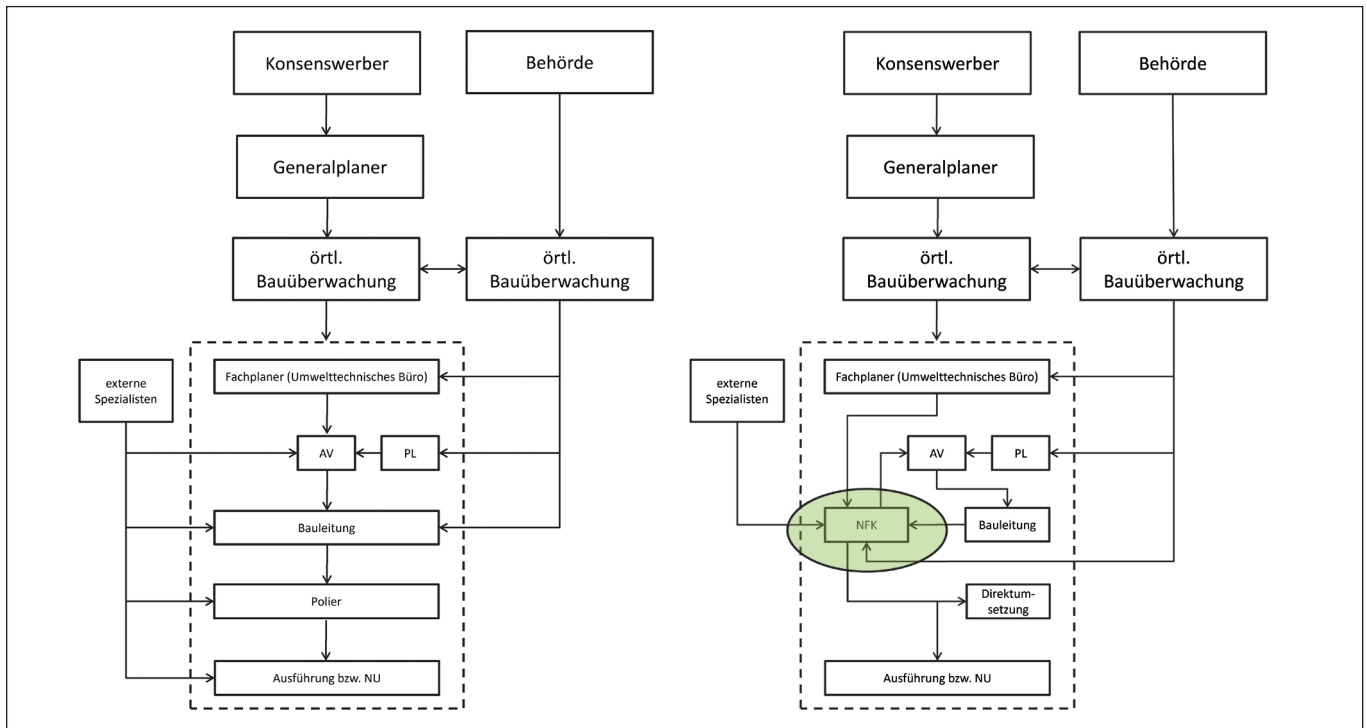 Konsenswerber
Behörde
Generalplaner
örtl.
Bauüberwachung
örtl.
Bauüberwachung
externe
Spezialisten
Fachplaner (Umwelttechnisches Büro)
AV
PL
Bauleitung
Polier
Ausführung bzw. NU
Konsenswerber
Behörde
Generalplaner
örtl.
Bauüberwachung
örtl.
Bauüberwachung
externe
Spezialisten
Fachplaner (Umwelttechnisches Büro)
AV
PL
NFK
Bauleitung
Direktum-
setzung
Ausführung bzw. NU